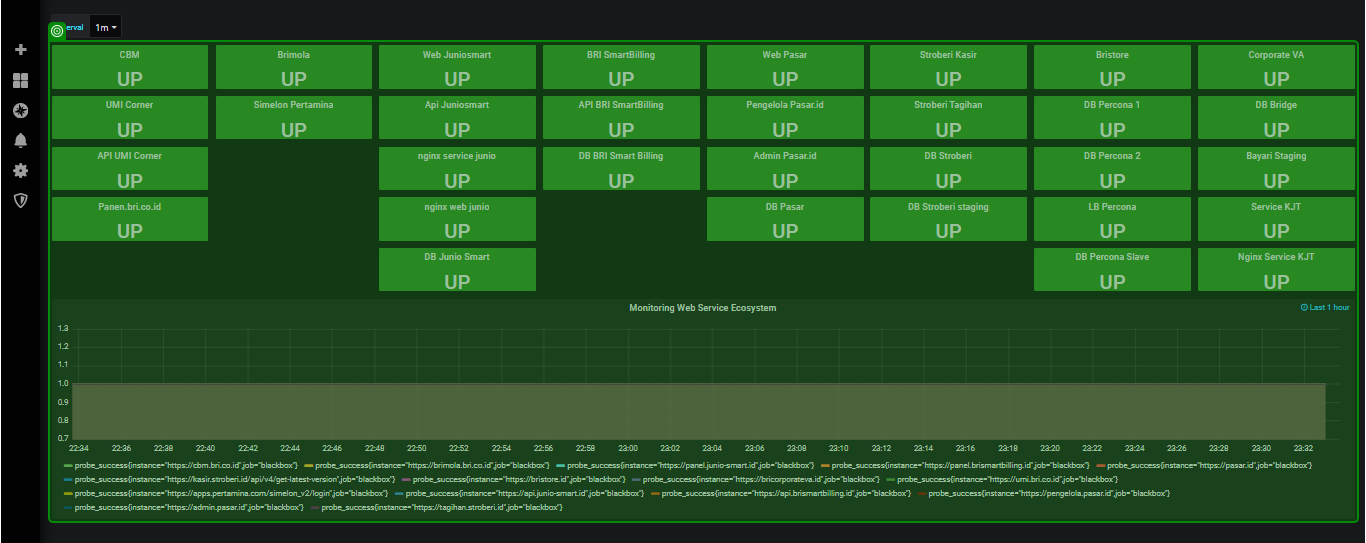 erval 1m
CBM Brimola Web Juniosmart BRI SmartBilling Web Pasar Stroberi Kasir Bristore Corporate VA
UP UP UP UP UP UP UP UP
UMI Corner Simelon Pertamina Api Juniosmart API BRI SmartBilling Pengelola Pasar.id Stroberi Tagihan DB Percona 1 DB Bridge
UP UP UP UP UP UP UP UP
API UMI Corner nginx service junio DB BRI Smart Billing Admin Pasar.id DB Stroberi DB Percona 2 Bayari Staging
UP UP UP UP UP UP UP
Panen.bri.co.id nginx web junio DB Pasar DB Stroberi staging LB Percona Service KJT
UP UP UP UP UP UP
DB Junio Smart DB Percona Slave Nginx Service KJT
UP UP UP
Monitoring Web Service Ecosystem Last 1 hour
1.3
1.2
1.1
1.0
0.9
0.8
0.7
22:34 22:36 22:38 22:40 22:42 22:44 22:46 22:48 22:50 22:52 22:54 22:56 22:58 23:00 23:02 23:04 23:06 23:08 23:10 23:12 23:14 23:16 23:18 23:20 23:22 23:24 23:26 23:28 23:30 23:32
probe_success{instance="https://cbm.bri.co.id",job="blackbox"} probe_success{instance="https://brimola.bri.co.id",job="blackbox"} probe_success{instance="https://panel.junio-smart.id",job="blackbox"} probe_success{instance="https://panel.brismartbilling.id",job="blackbox"} probe_success{instance="https://pasar.id",job="blackbox"}
probe_success{instance="https://kasir.stroberi.id/api/v4/get-latest-version",job="blackbox"} probe_success{instance="https://bristore.id",job="blackbox"} probe_success{instance="https://bricorporateva.id",job="blackbox"} probe_success{instance="https://umi.bri.co.id",job="blackbox"}
probe_success{instance="https://apps.pertamina.com/simelon_v2/login",job="blackbox"} probe_success{instance="https://api.junio-smart.id",job="blackbox"} probe_success{instance="https://api.brismartbilling.id",job="blackbox"} probe_success{instance="https://pengelola.pasar.id",job="blackbox"}
probe_success{instance="https://admin.pasar.id",job="blackbox"} probe_success{instance="https://tagihan.stroberi.id",job="blackbox"}